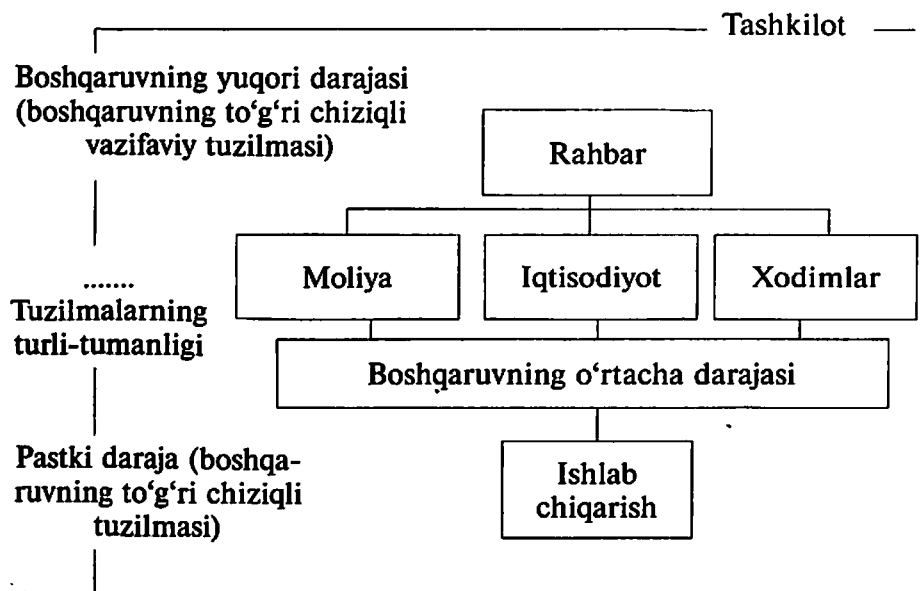 Tashkilot
Boshqaruvning yuqori darajasi
(boshqaruvning to‘g‘ri chiziqli
vazifaviy tuzilmasi)
Rahbar
Moliya
Iqtisodiyot
Xodimlar
........
Tuzilmalarning
turli-tumanligi
Boshqaruvning o‘rtacha darajasi
Pastki daraja (boshqa-
ruvning to‘g‘ri chiziqli
tuzilmasi)
Ishlab
chiqarish